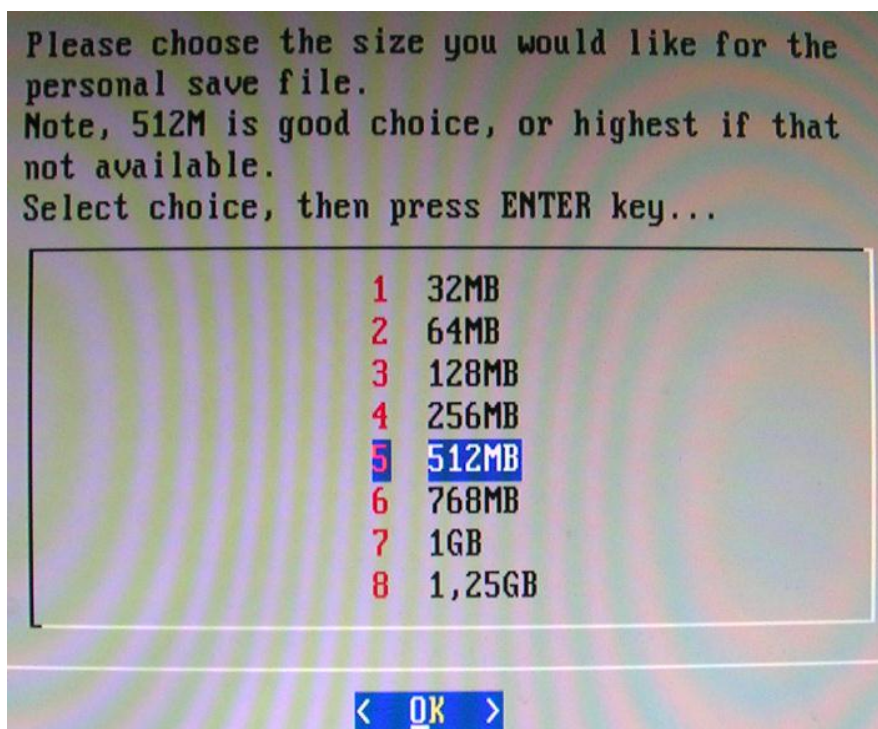 Please choose the size you would like for the
personal save file.
Note, 512M is good choice, or highest if that
not available.
Select choice, then press ENTER key...
1 32MB
2 64MB
3 128MB
4 256MB
5 512MB
6 768MB
7 1GB
8 1,25GB
< OK >